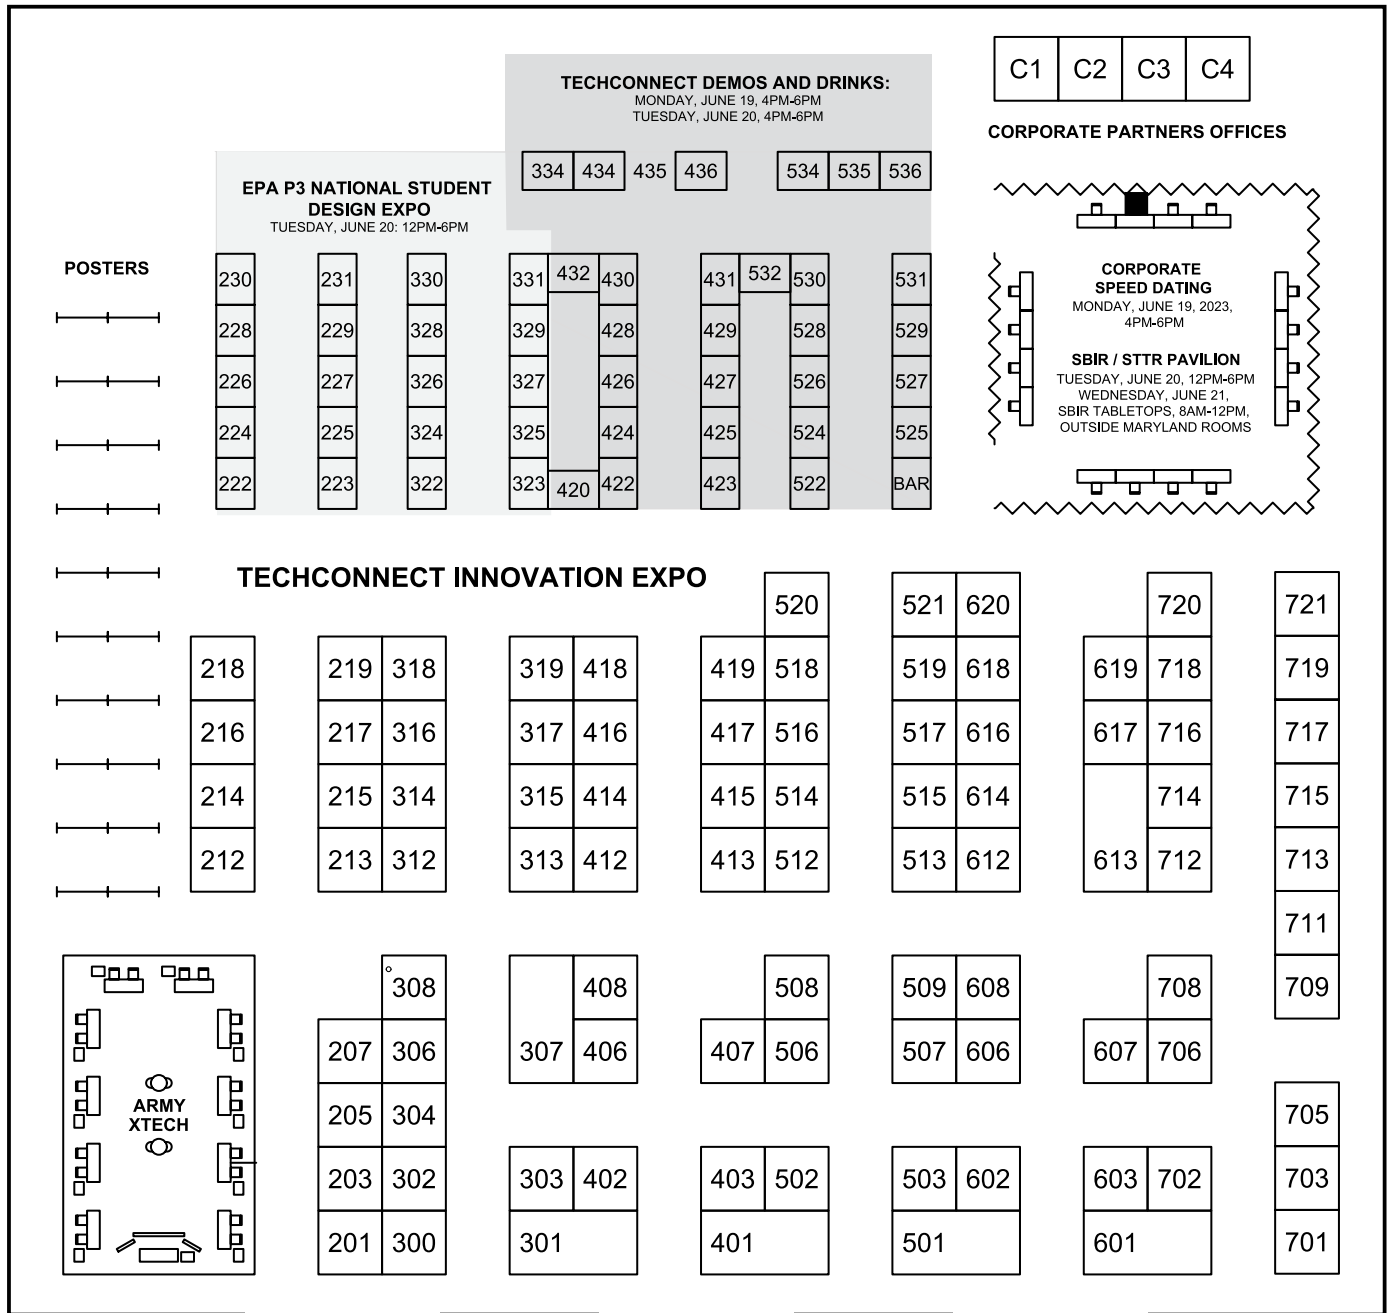 C1 C2 C3 C4
CORPORATE PARTNERS OFFICES
TECHCONNECT DEMOS AND DRINKS:
MONDAY, JUNE 19, 4PM-6PM
TUESDAY, JUNE 20, 4PM-6PM
334 434 435 436 534 535 536
EPA P3 NATIONAL STUDENT
DESIGN EXPO
TUESDAY, JUNE 20: 12PM-6PM
POSTERS
230 231 330 331 432 430 431 532 530 531
228 229 328 329 428 429 528 529
226 227 326 327 426 427 526 527
224 225 324 325 424 425 524 525
222 223 322 323 420 422 423 522 BAR
CORPORATE
SPEED DATING
MONDAY, JUNE 19, 2023,
4PM-6PM
SBIR / STTR PAVILION
TUESDAY, JUNE 20, 12PM-6PM
WEDNESDAY, JUNE 21,
SBIR TABLETOPS, 8AM-12PM,
OUTSIDE MARYLAND ROOMS
TECHCONNECT INNOVATION EXPO
520 521 620 720 721
218 219 318 319 418 419 518 519 618 619 718 719
216 217 316 317 416 417 516 517 616 617 716 717
214 215 314 315 414 415 514 515 614 714 715
212 213 312 313 412 413 512 513 612 613 712 713
711
308 408 508 509 608 708 709
207 306 307 406 407 506 507 606 607 706
ARMY
XTECH
205 304 705
203 302 303 402 403 502 503 602 603 702 703
201 300 301 401 501 601 701